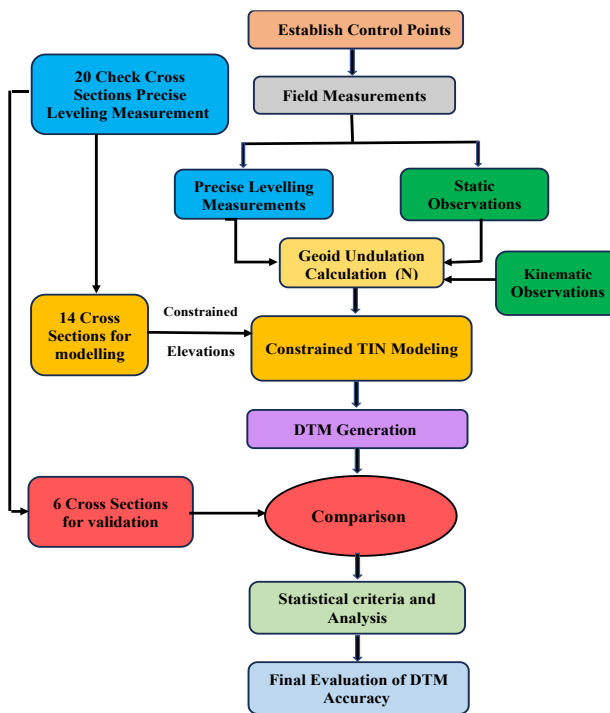 Establish Control Points
20 Check Cross
Sections Precise
Leveling Measurement
Field Measurements
Precise Levelling
Measurements
Static
Observations
Geoid Undulation
Calculation (N)
Kinematic
Observations
14 Cross
Sections for
modelling
Constrained
Elevations
Constrained TIN Modeling
DTM Generation
6 Cross Sections
for validation
Comparison
Statistical criteria and
Analysis
Final Evaluation of DTM
Accuracy